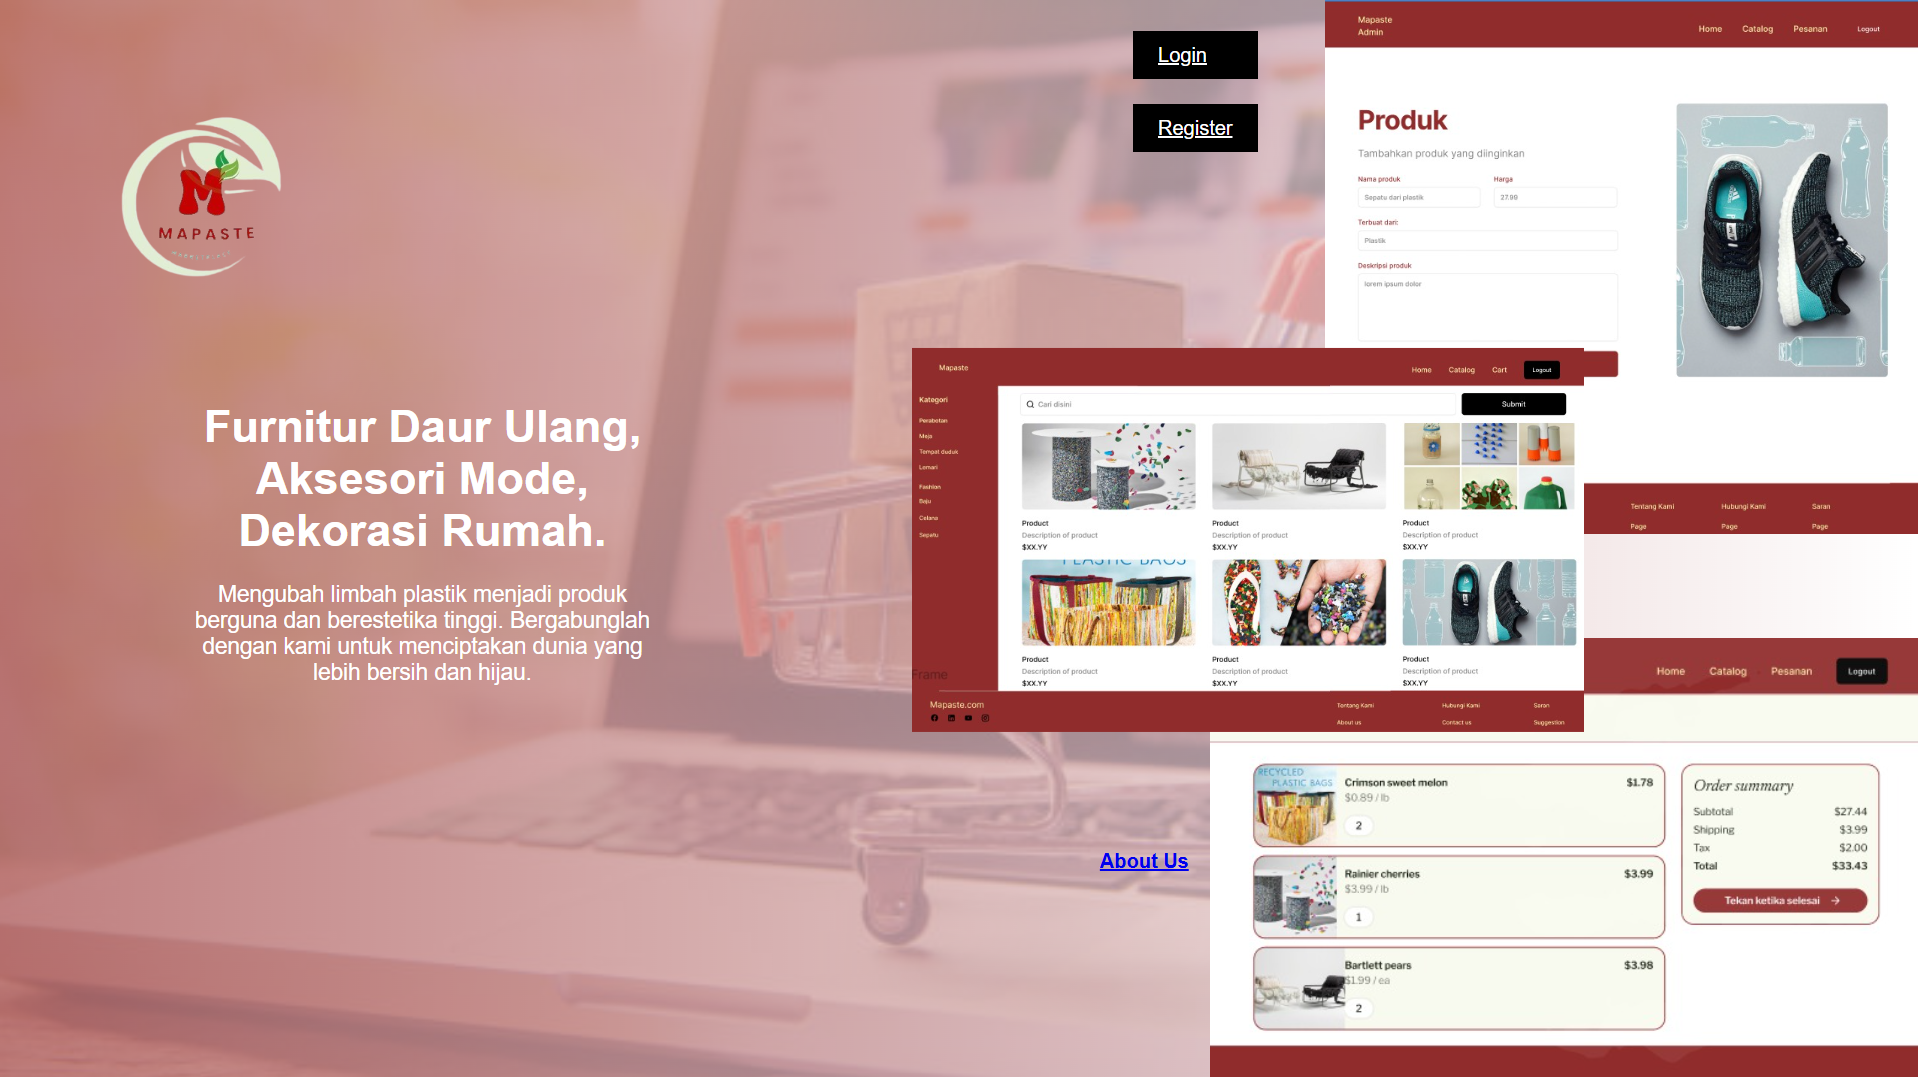 MAPASTE
Furnitur Daur Ulang,
Aksesori Mode,
Dekorasi Rumah.
Mengubah limbah plastik menjadi produk
berguna dan berestetika tinggi. Bergabunglah
dengan kami untuk menciptakan dunia yang
lebih bersih dan hijau.
Login
Register
Mapaste
Admin
Home Catalog Pesanan Logout
Produk
Tambahkan produk yang diinginkan
Nama produk Harga
Sepatu dari plastik 27.99
Terbuat dari:
Plastik
Deskripsi produk
lorem ipsum dolor
Tentang Kami Hubungi Kami Saran
Page Page Page
Mapaste
Home Catalog Cart Logout
Kategori
Perabotan
Meja
Tempat duduk
Lemari
Fashion
Baju
Celana
Sepatu
Cari disini Submit
Product Product Product
Description of product Description of product Description of product
$XX.YY $XX.YY $XX.YY
PLASTIC BAGS
Product Product Product
Description of product Description of product Description of product
$XX.YY $XX.YY $XX.YY
Frame
Mapaste.com
Tentang Kami Hubungi Kami Saran
About us Contact us Suggestion
Home Catalog Pesanan Logout
About Us
RECYCLED
PLASTIC BAGS
Crimson sweet melon $1.78
$0.89 / lb
2
Rainier cherries $3.99
$3.99 / lb
1
Bartlett pears $3.98
$1.99 / ea
2
Order summary
Subtotal $27.44
Shipping $3.99
Tax $2.00
Total $33.43
Tekan ketika selesai →